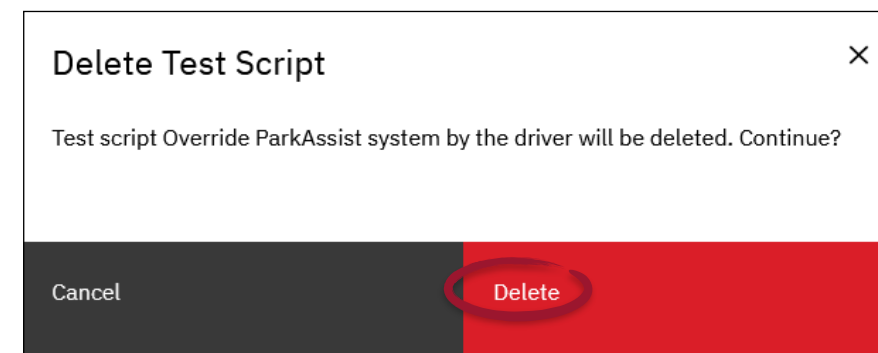 Delete Test Script
Test script Override ParkAssist system by the driver will be deleted. Continue?
Cancel
Delete